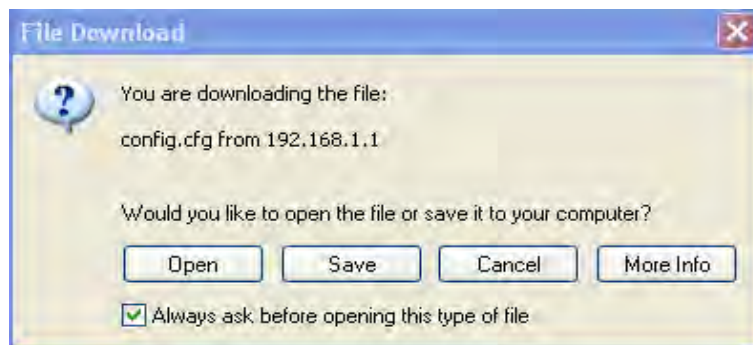 File Download
You are downloading the file:
config.cfg from 192.168.1.1
Would you like to open the file or save it to your computer?
Open Save Cancel More Info
Always ask before opening this type of file